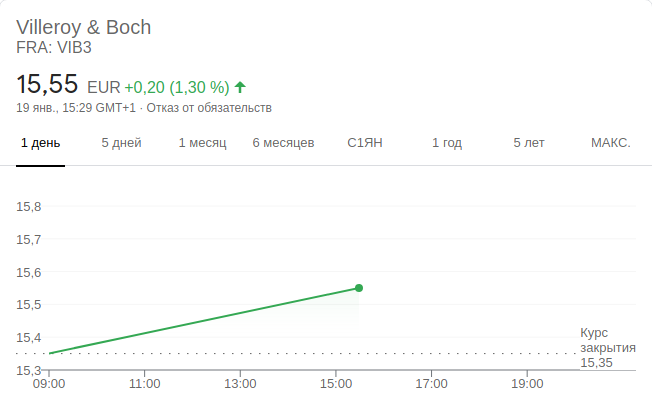 Villeroy & Boch
FRA: VIB3
15,55 EUR +0,20 (1,30 %)
19 янв., 15:29 GMT+1 · Отказ от обязательств
1 день 5 дней 1 месяц 6 месяцев С1ЯН 1 год 5 лет МАКС.
15,8
15,7
15,6
15,5
15,4
15,3
Курс
закрытия
15,35
09:00 11:00 13:00 15:00 17:00 19:00